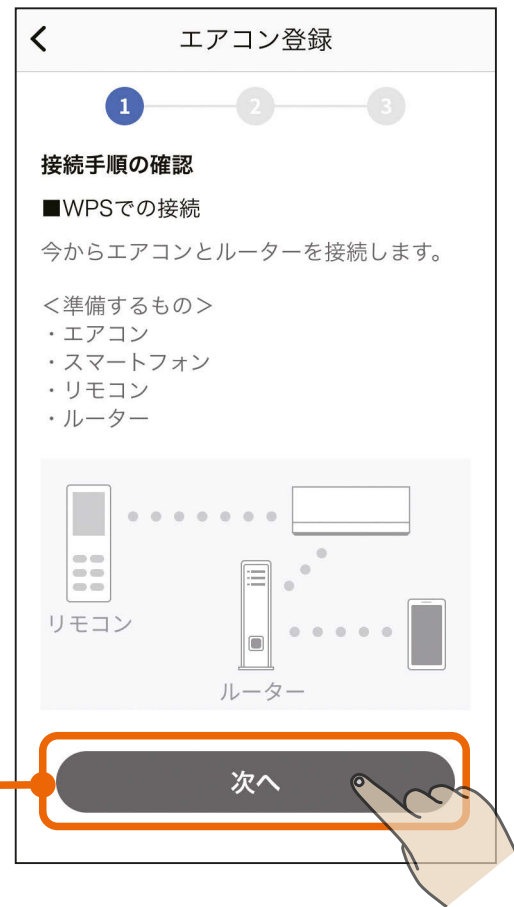 エアコン登録
1 2 3
接続手順の確認
■WPSでの接続
今からエアコンとルーターを接続します。
＜準備するもの＞
・エアコン
・スマートフォン
・リモコン
・ルーター
リモコン
ルーター
次へ